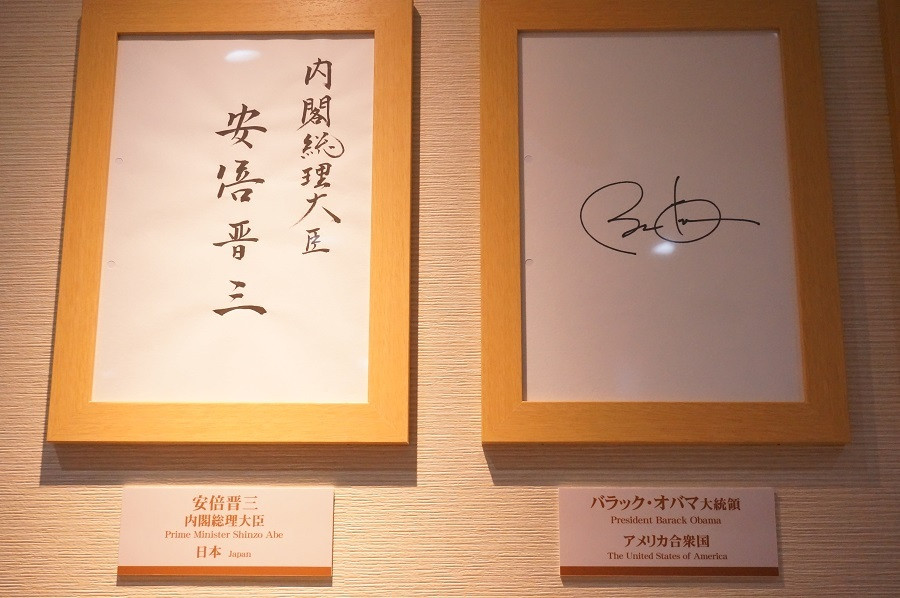 内閣総理大臣
安倍晋三
安倍晋三
内閣総理大臣
Prime Minister Shinzo Abe
日本 Japan
バラック・オバマ大統領
President Barack Obama
アメリカ合衆国
The United States of America